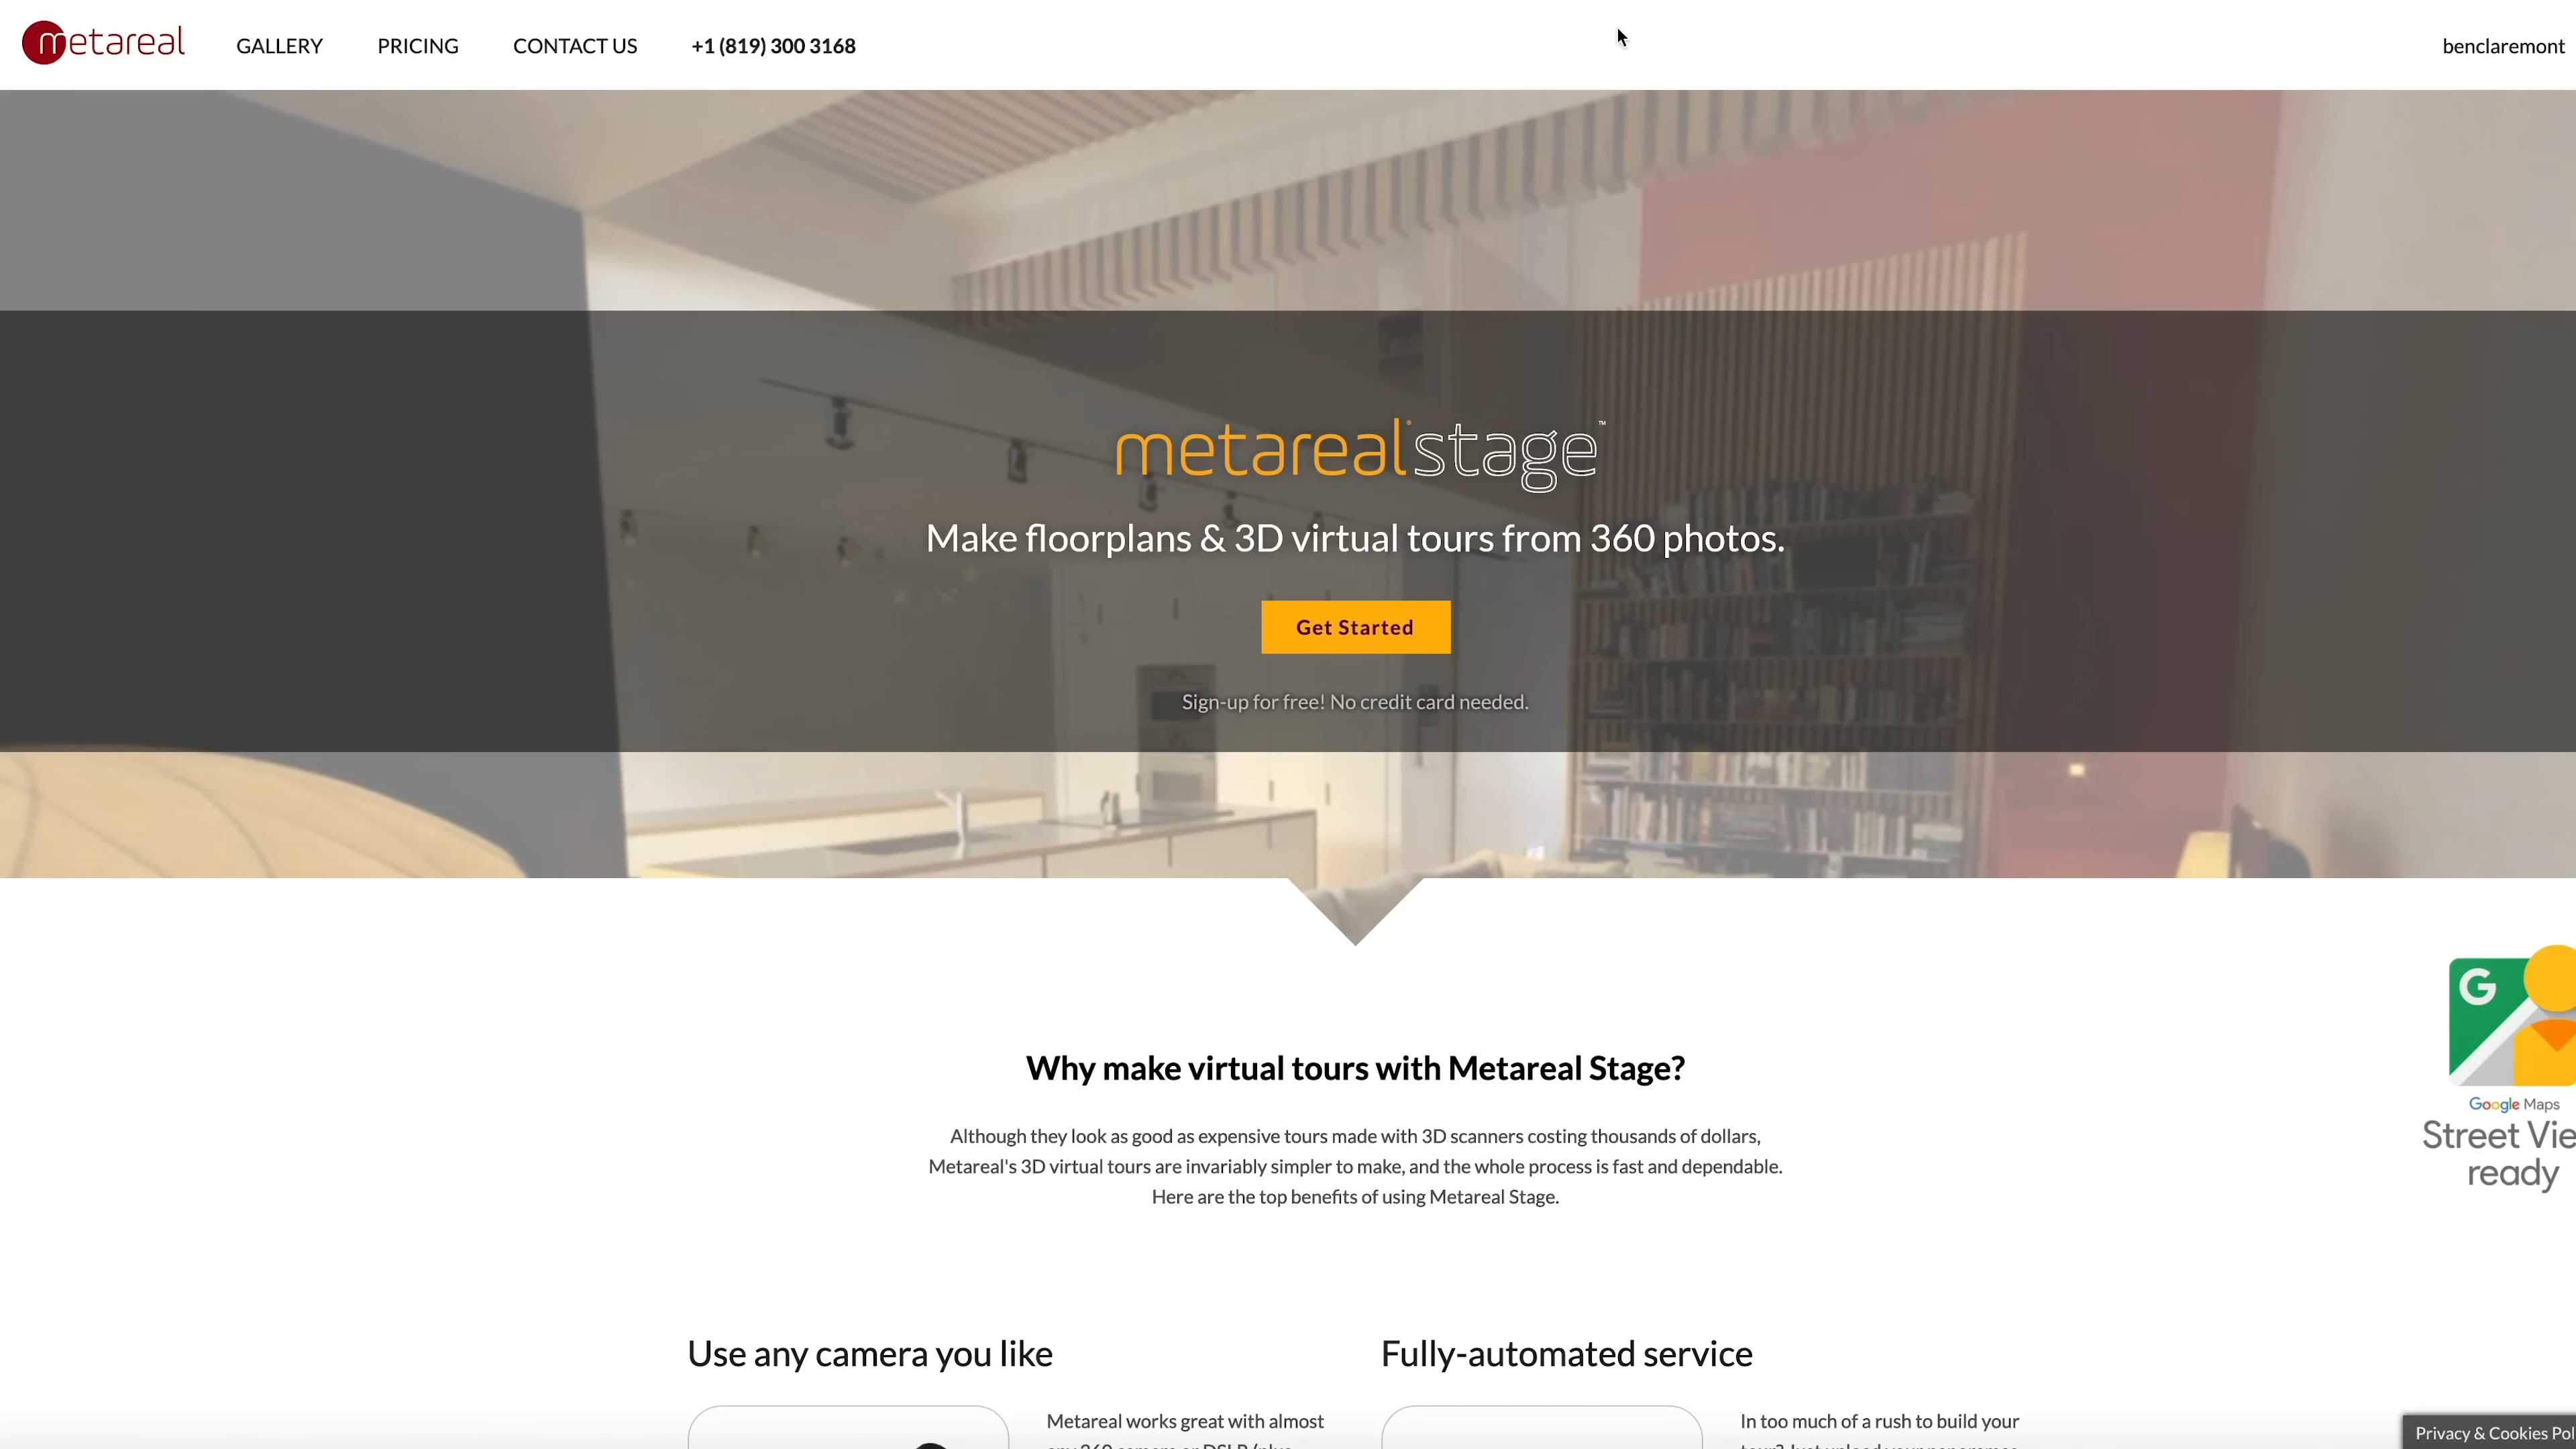 metareal
GALLERY
PRICING
CONTACT US
+1 (819) 300 3168
benclaremont
metareal stage™
Make floorplans & 3D virtual tours from 360 photos.
Get Started
Sign-up for free! No credit card needed.
G
Google Maps
Street Vie
ready
Why make virtual tours with Metareal Stage?
Although they look as good as expensive tours made with 3D scanners costing thousands of dollars,
Metareal's 3D virtual tours are invariably simpler to make, and the whole process is fast and dependable.
Here are the top benefits of using Metareal Stage.
Use any camera you like
Metareal works great with almost
Fully-automated service
In too much of a rush to build your
Privacy & Cookies Pol